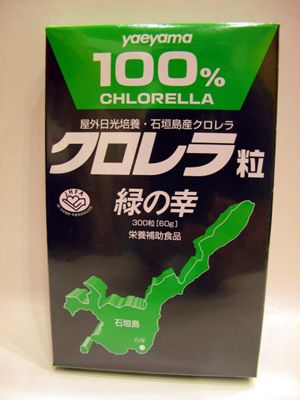 yaeyama
100%
CHLORELLA
屋外日光培養・石垣島産クロレラ
クロレラ粒
JHFA
緑の幸
300粒[60g]
栄養補助食品
石垣島